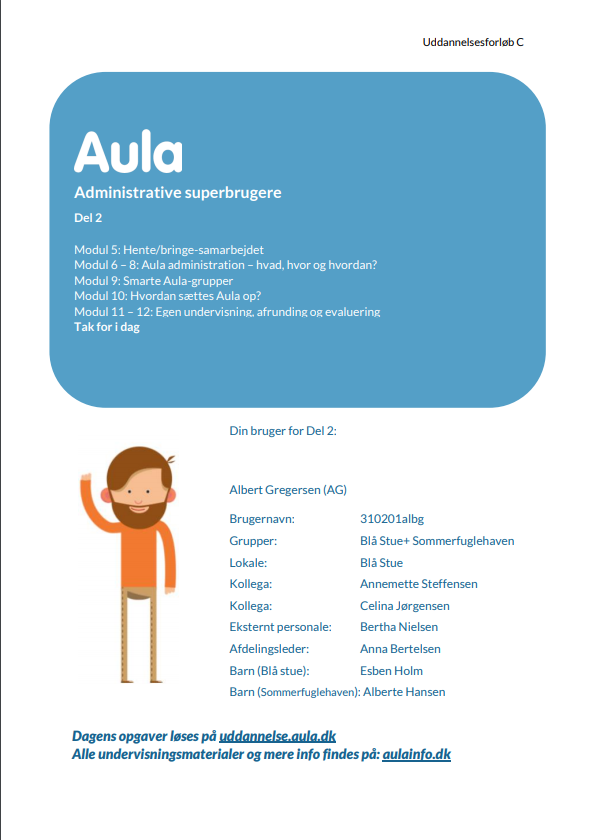 Uddannelsesforløb C
Aula
Administrative superbrugere
Del 2
Modul 5: Hente/bringe-samarbejdet
Modul 6 – 8: Aula administration – hvad, hvor og hvordan?
Modul 9: Smarte Aula-grupper
Modul 10: Hvordan sættes Aula op?
Modul 11 – 12: Egen undervisning, afrunding og evaluering
Tak for i dag
Din bruger for Del 2:
Albert Gregersen (AG)
Brugernavn: 310201albg
Grupper: Blå Stue+ Sommerfuglehaven
Lokale: Blå Stue
Kollega: Annemette Steffensen
Kollega: Celina Jørgensen
Eksternt personale: Bertha Nielsen
Afdelingsleder: Anna Bertelsen
Barn (Blå stue): Esben Holm
Barn (Sommerfuglehaven): Alberte Hansen
Dagens opgaver løses på uddannelse.aula.dk
Alle undervisningsmaterialer og mere info findes på: aulainfo.dk